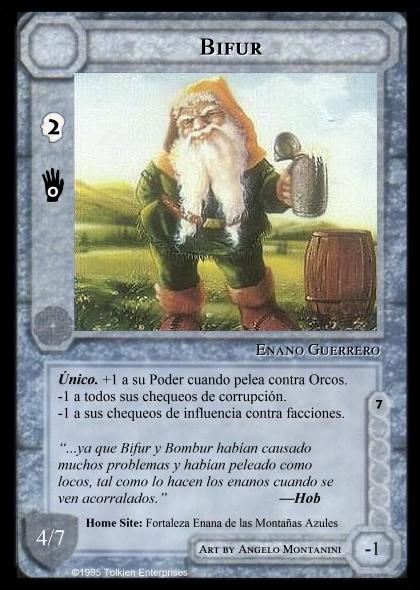 BIFUR
2
0
ENANO GUERRERO
Único. +1 a su Poder cuando pelea contra Orcos.
-1 a todos sus chequeos de corrupción.
-1 a sus chequeos de influencia contra facciones.
7
“...ya que Bifur y Bombur habían causado
muchos problemas y habían peleado como
locos, tal como lo hacen los enanos cuando se
ven acorralados.” —Hob
Home Site: Fortaleza Enana de las Montañas Azules
4/7
ART BY ANGELO MONTANINI
-1
©1995 Tolkien Enterprises